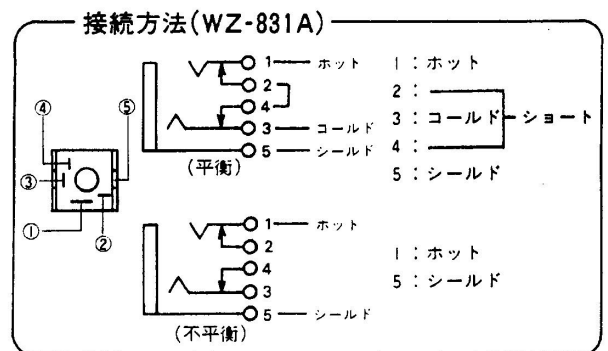 接続方法(WZ-831A)
④
⑤
③
①
②
1 ホット
2
4
3 コールド
5 シールド
(平衡)
1 : ホット
2 :
3 : コールド ショート
4 :
5 : シールド
1 ホット
2
4
3
5 シールド
(不平衡)
1 : ホット
5 : シールド